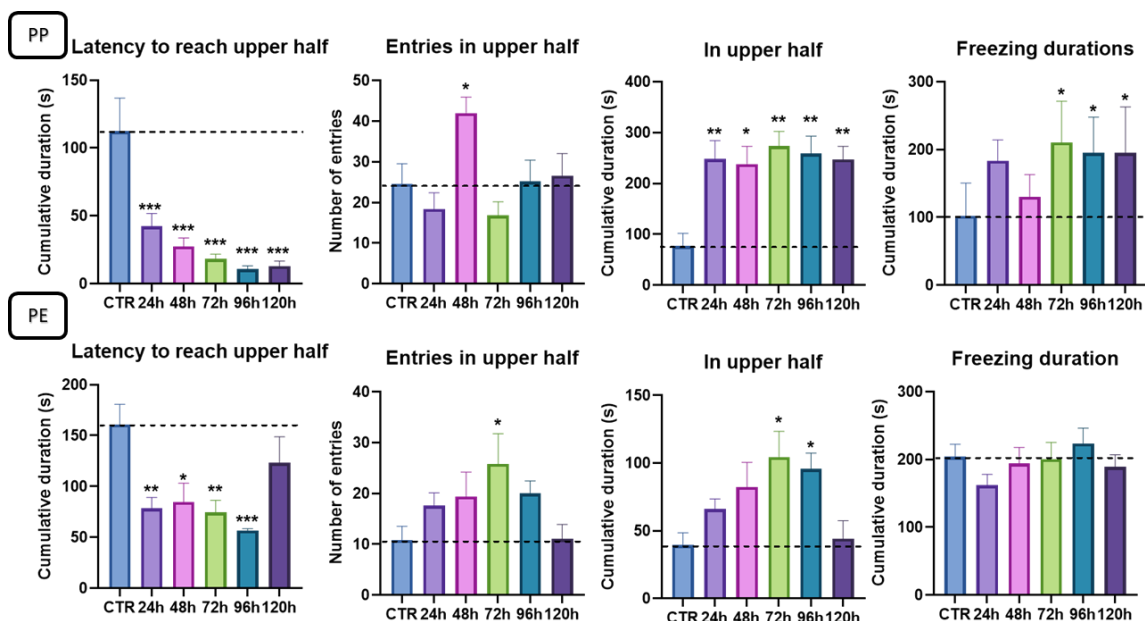 PP
Latency to reach upper half
Entries in upper half
In upper half
Freezing durations
Cumulative duration (s)
150
100
50
0
***
***
***
***
***
CTR 24h 48h 72h 96h 120h
Number of entries
50
40
30
20
10
0
*
CTR 24h 48h 72h 96h 120h
Cumulative duration (s)
400
300
200
100
0
**
*
**
**
**
CTR 24h 48h 72h 96h 120h
Cumulative duration (s)
300
200
100
0
*
*
*
CTR 24h 48h 72h 96h 120h
PE
Latency to reach upper half
Entries in upper half
In upper half
Freezing duration
Cumulative duration (s)
200
150
100
50
0
**
*
**
***
CTR 24h 48h 72h 96h 120h
Number of entries
40
30
20
10
0
*
CTR 24h 48h 72h 96h 120h
Cumulative duration (s)
150
100
50
0
*
*
CTR 24h 48h 72h 96h 120h
Cumulative duration (s)
300
200
100
0
CTR 24h 48h 72h 96h 120h